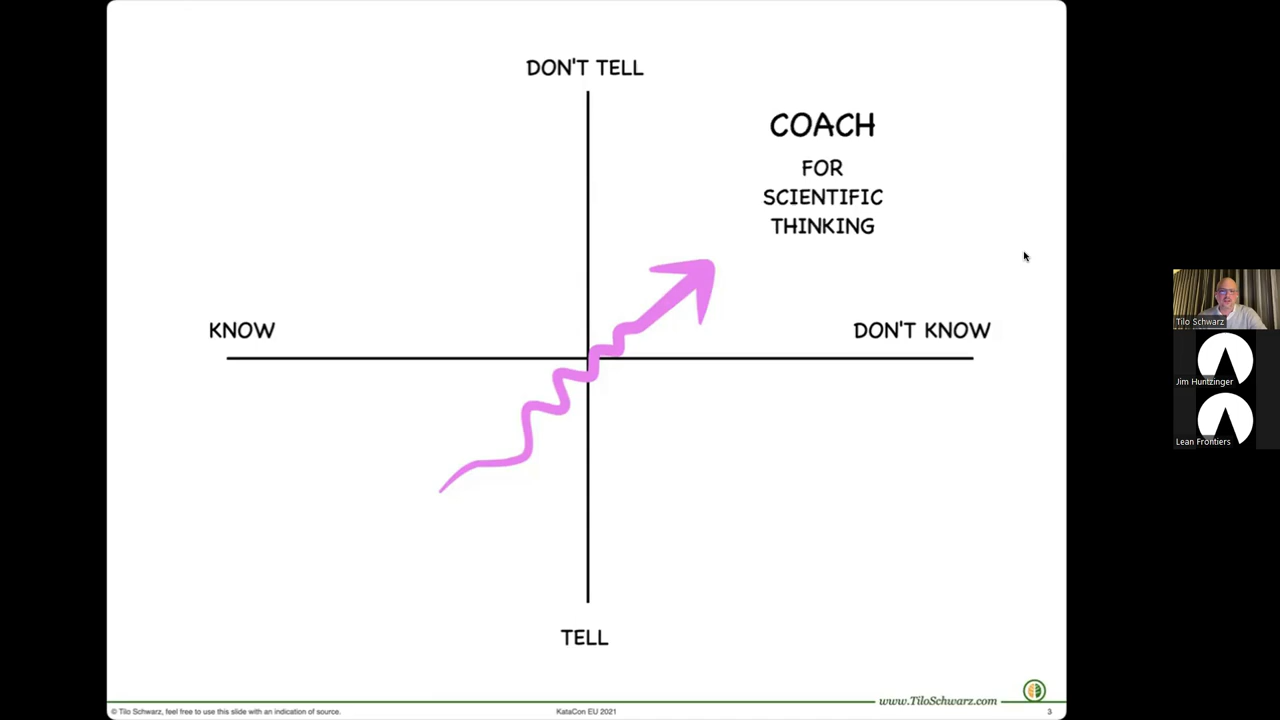 DON'T TELL
COACH
FOR
SCIENTIFIC
THINKING
KNOW
DON'T KNOW
TELL
© Tilo Schwarz, feel free to use this slide with an indication of source.
KataCon EU 2021
www.TiloSchwarz.com
3
Tilo Schwarz
Jim Huntzinger
Lean Frontiers